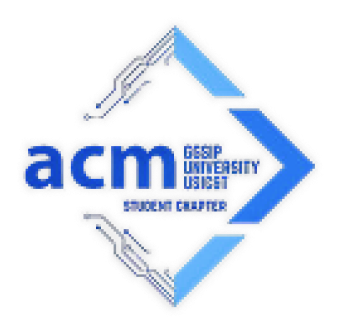 acm
GGSIP
UNIVERSITY
USICT
STUDENT CHAPTER